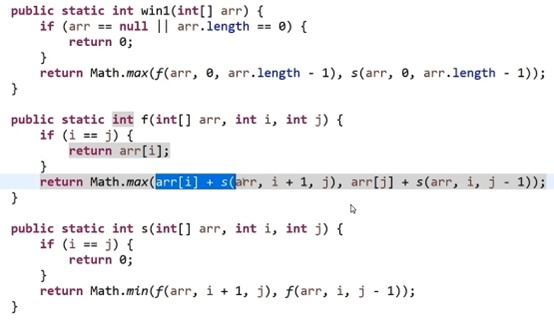 public static int win1(int[] arr) {
if (arr == null || arr.length == 0) {
return 0;
}
return Math.max(f(arr, 0, arr.length - 1), s(arr, 0, arr.length - 1));
}
public static int f(int[] arr, int i, int j) {
if (i == j) {
return arr[i];
}
return Math.max(arr[i] + s(arr, i + 1, j), arr[j] + s(arr, i, j - 1));
}
public static int s(int[] arr, int i, int j) {
if (i == j) {
return 0;
}
return Math.min(f(arr, i + 1, j), f(arr, i, j - 1));
}